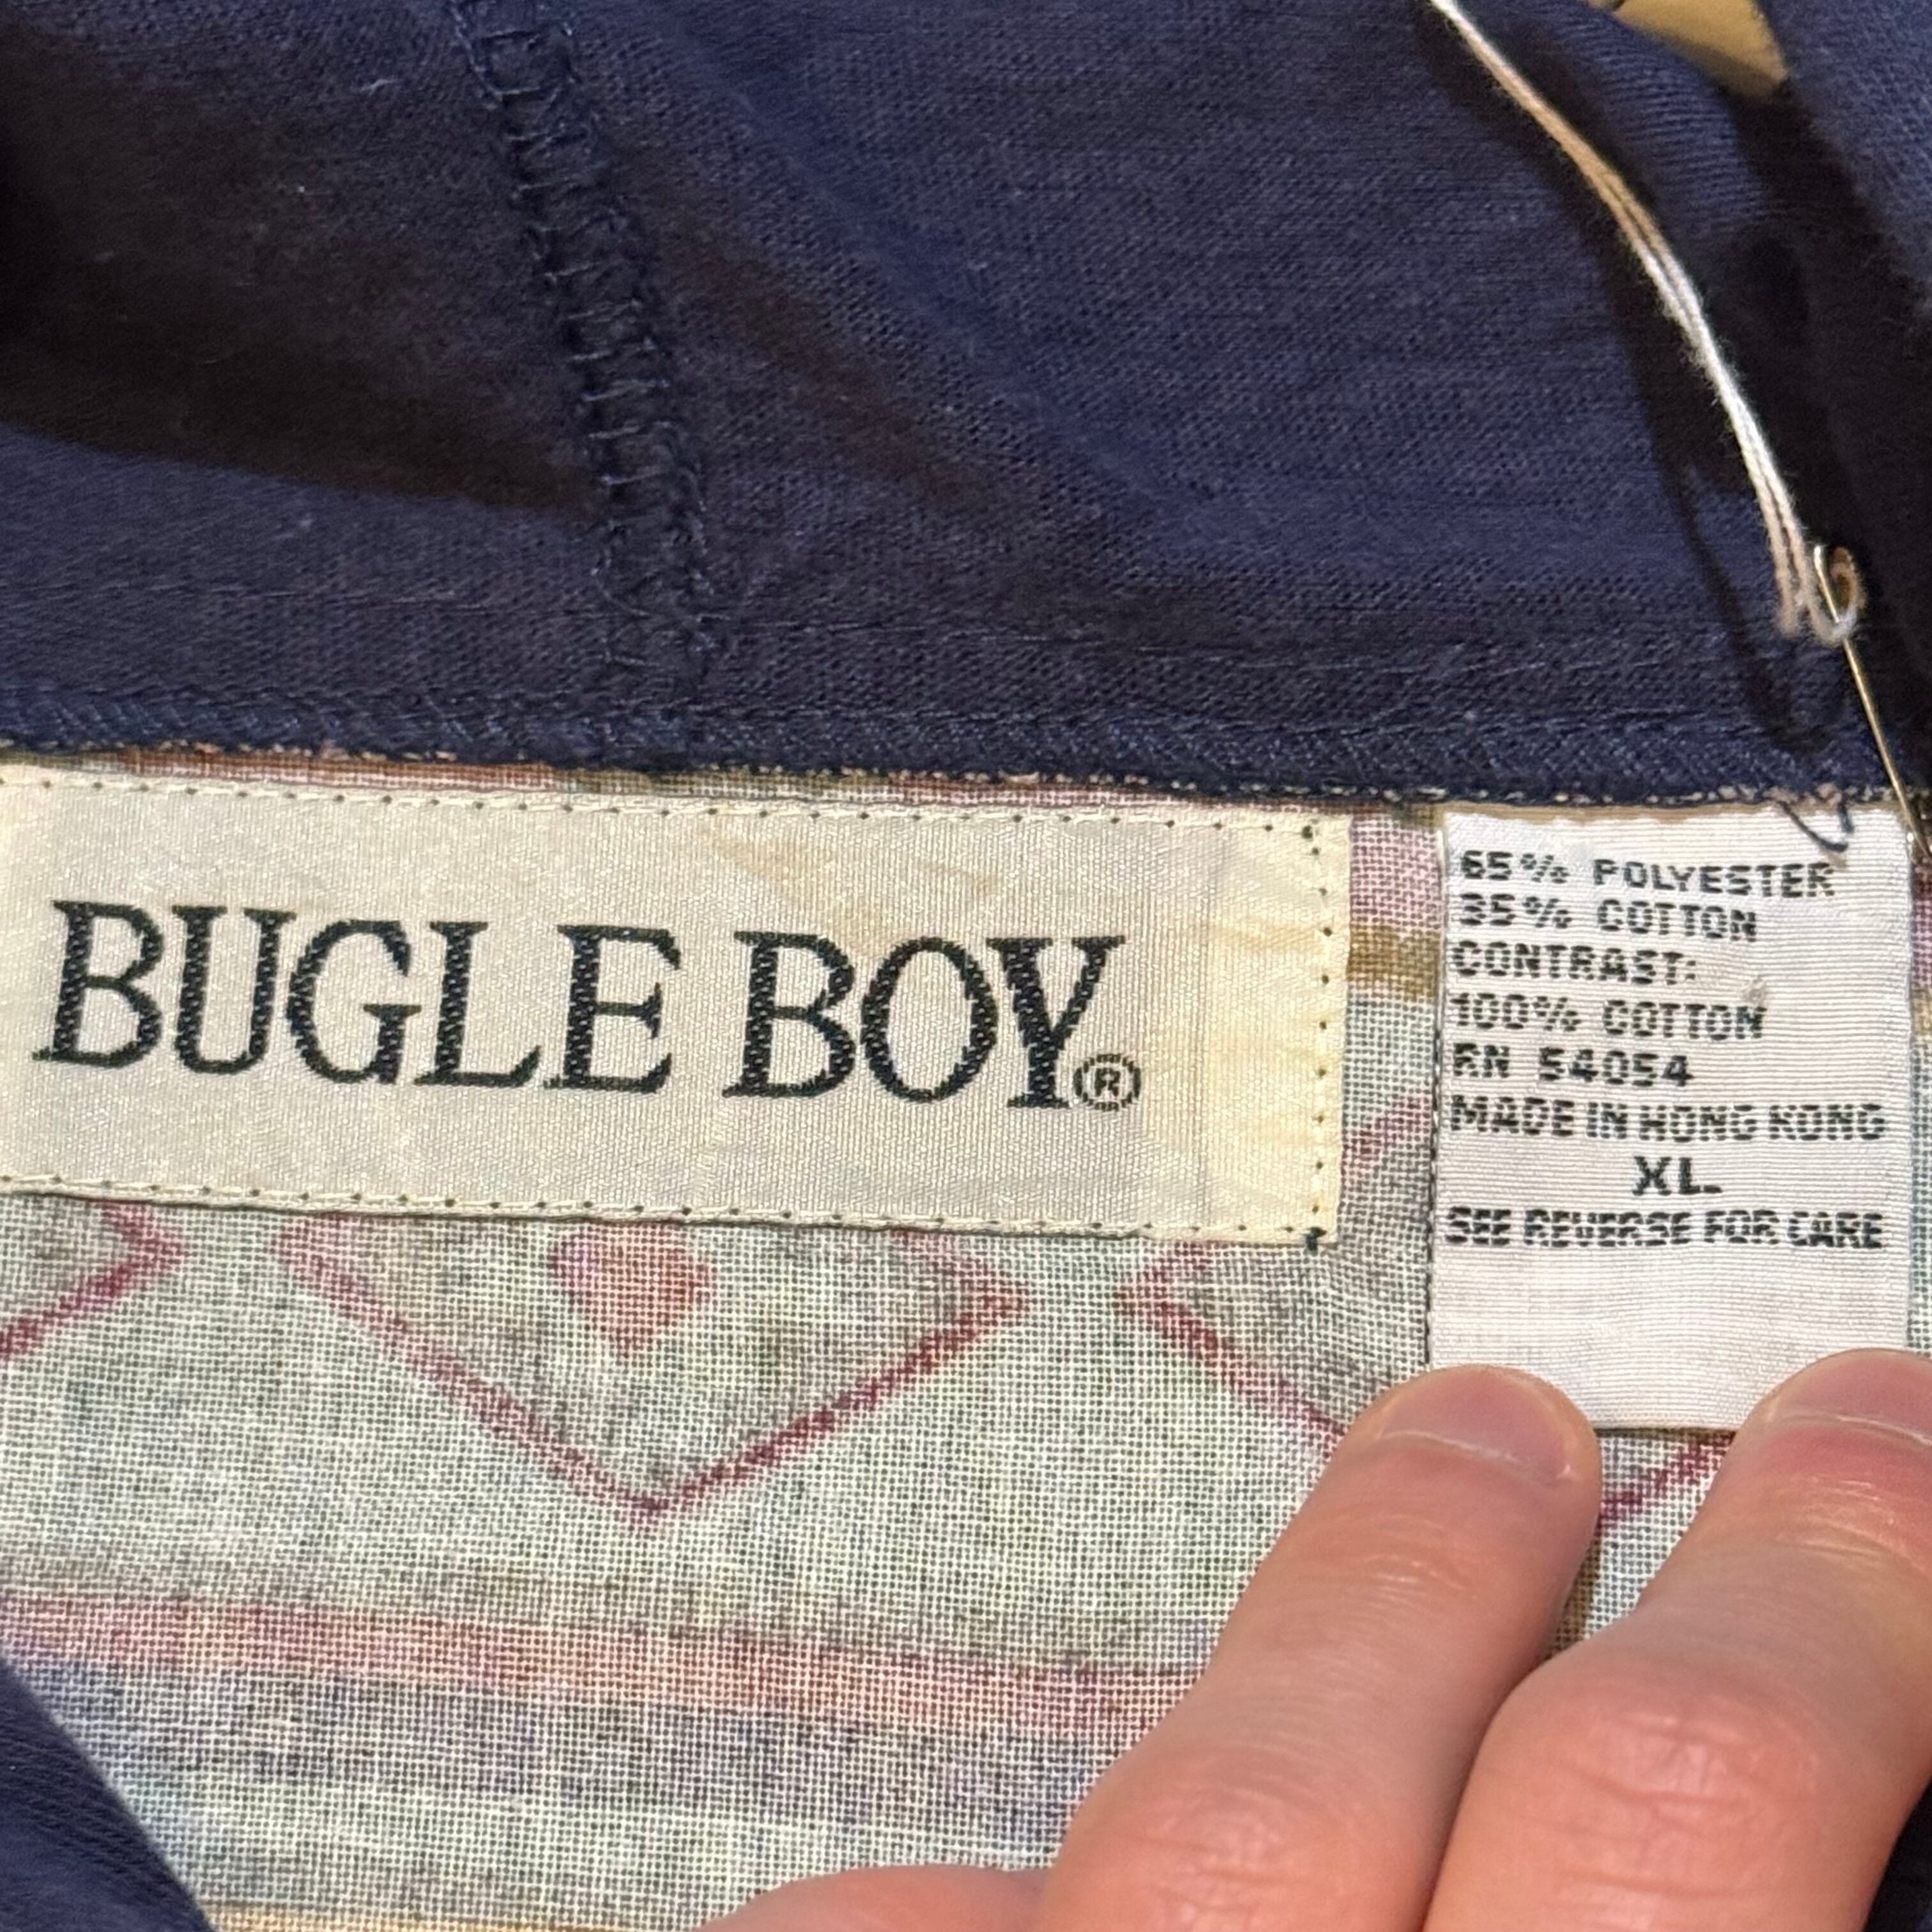 BUGLE BOY®
65% POLYESTER
35% COTTON
CONTRAST:
100% COTTON
RN 54054
MADE IN HONG KONG
XL
SEE REVERSE FOR CARE